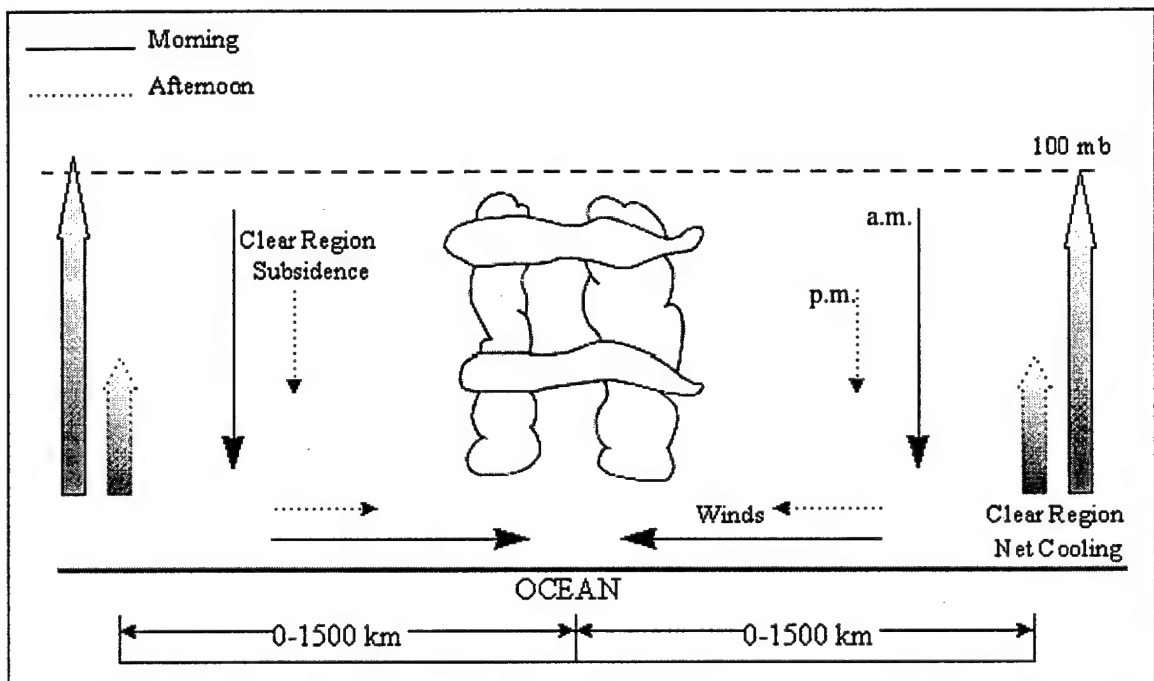 Morning
Afternoon
100 mb
a.m.
Clear Region
Subsidence
p.m.
Winds
Clear Region
Net Cooling
OCEAN
0-1500 km
0-1500 km